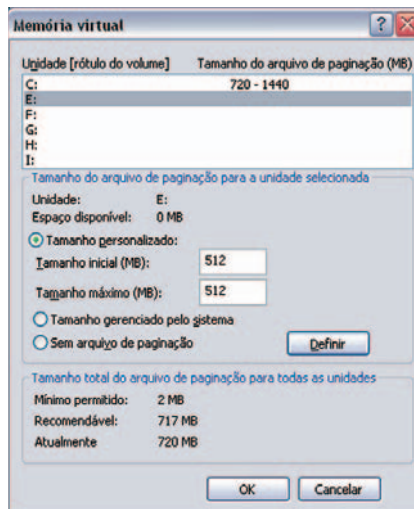 Memória virtual
Unidade [rótulo do volume] Tamanho do arquivo de paginação (MB)
C: 720 - 1440
E:
F:
G:
H:
I:
Tamanho do arquivo de paginação para a unidade selecionada
Unidade: E:
Espaço disponível: 0 MB
Tamanho personalizado:
Tamanho inicial (MB): 512
Tamanho máximo (MB): 512
Tamanho gerenciado pelo sistema
Sem arquivo de paginação Definir
Tamanho total do arquivo de paginação para todas as unidades
Mínimo permitido: 2 MB
Recomendável: 717 MB
Atualmente 720 MB
OK Cancelar